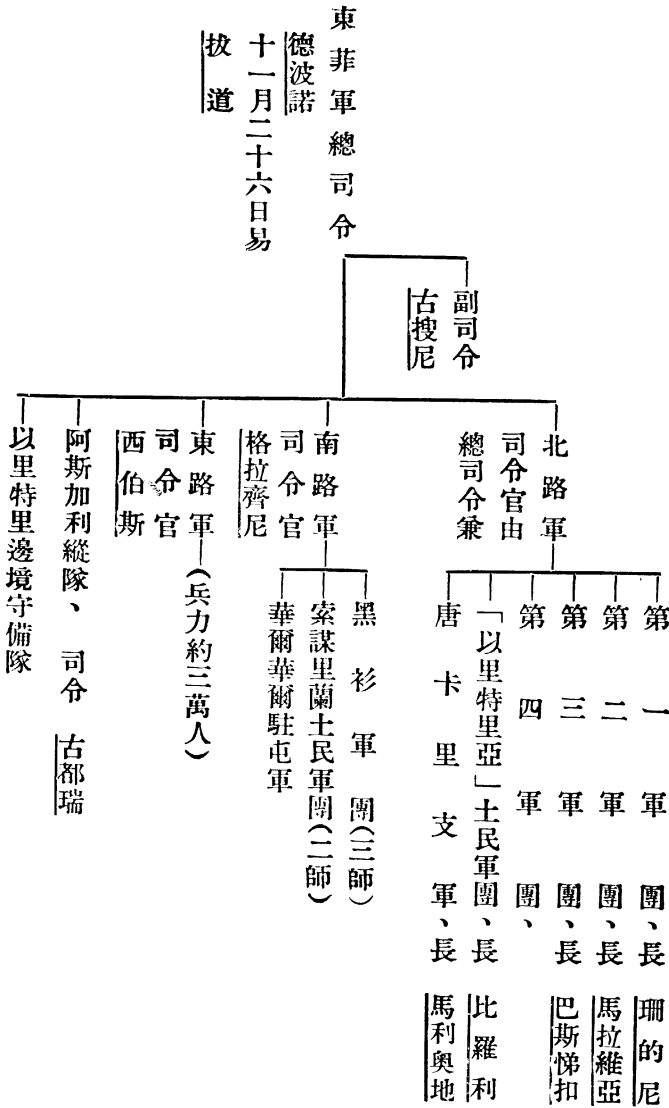 東菲軍總司令
德波諾
十一月二十六日易
拔道
副司令
古搜尼
北路軍
司令官由
總司令兼
第一軍團、長 珊的尼
第二軍團、長 馬拉維亞
第三軍團、長 巴斯悌扣
第四軍團、
「以里特里亞」土民軍團、長 比羅利
唐卡里支軍、長 馬利奧地
南路軍
司令官
格拉齊尼
黑衫軍團(三師)
索謀里蘭土民軍團(二師)
華爾華爾駐屯軍
東路軍(兵力約三萬人)
司令官
西伯斯
阿斯加利縱隊、司令 古都瑞
以里特里邊境守備隊